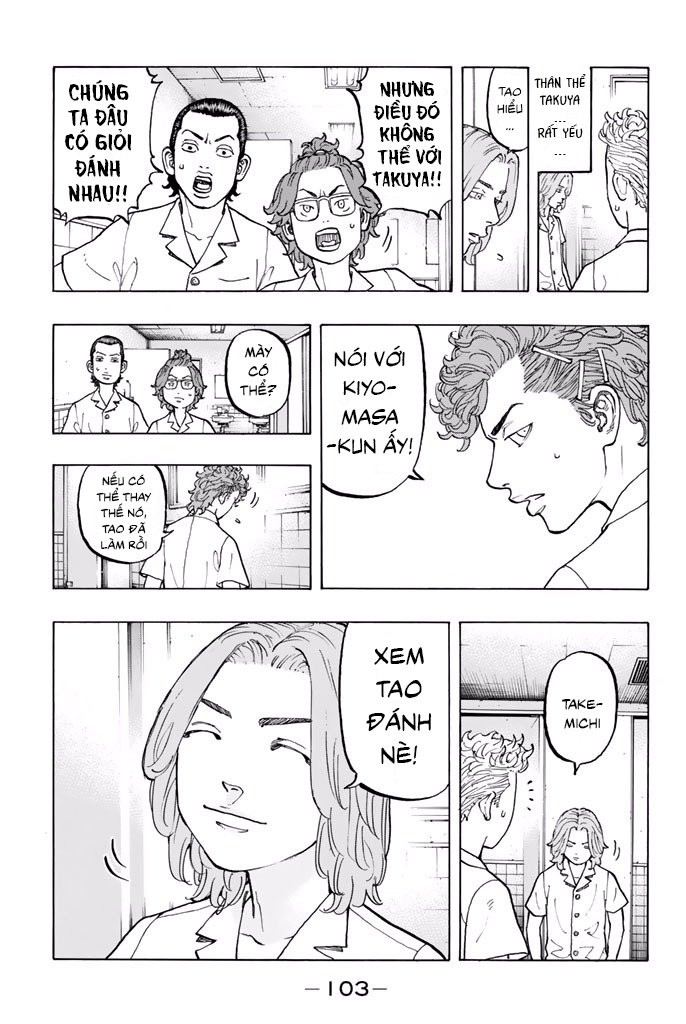 THÂN THỂ
TAKUYA
...
RẤT YẾU
...
TAO
HIỂU
...
NHƯNG
ĐIỀU ĐÓ
KHÔNG
THỂ VỚI
TAKUYA!!
CHÚNG
TA ĐÂU
CÓ GIỎI
ĐÁNH
NHAU!!
NÓI VỚI
KIYO-
MASA
-KUN ẤY!
MÀY
CÓ
THỂ?
NẾU CÓ
THỂ THAY
THẾ NÓ,
TAO ĐÃ
LÀM RỒI
TAKE-
MICHI
XEM
TAO
ĐÁNH
NÈ!
—103—